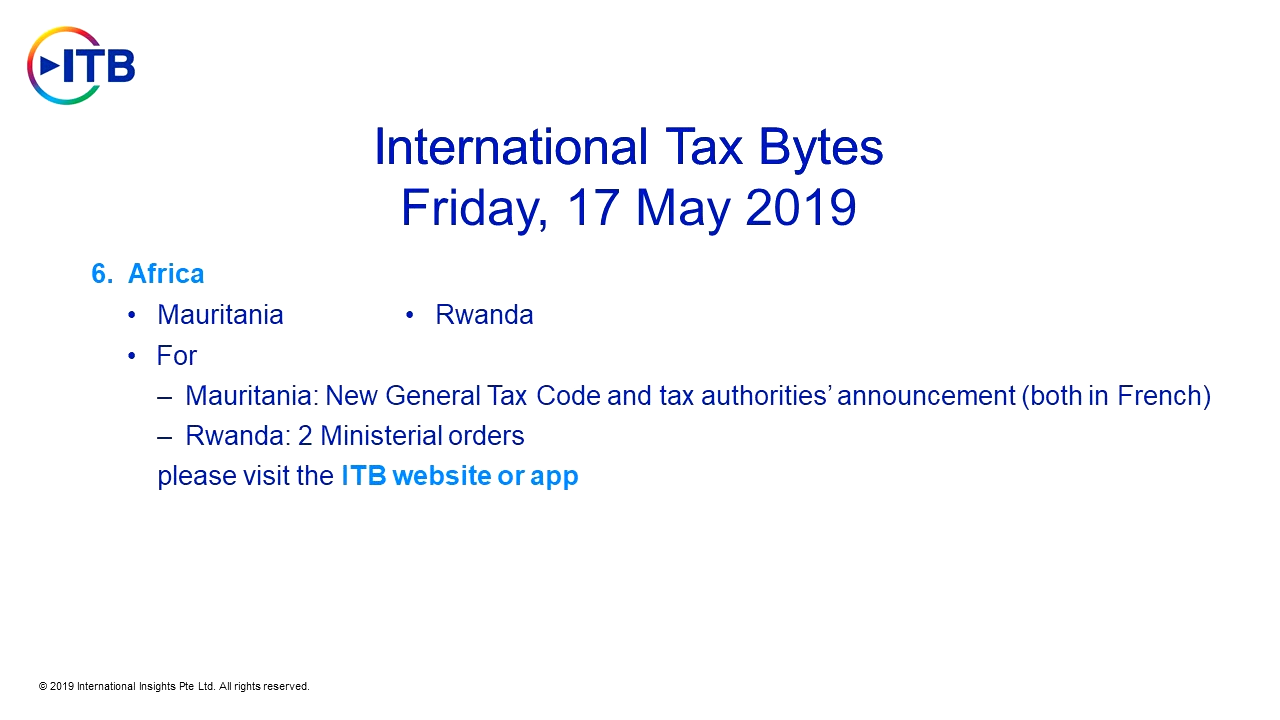 ITB
International Tax Bytes
Friday, 17 May 2019
6. Africa
• Mauritania • Rwanda
• For
– Mauritania: New General Tax Code and tax authorities’ announcement (both in French)
– Rwanda: 2 Ministerial orders
please visit the ITB website or app
© 2019 International Insights Pte Ltd. All rights reserved.